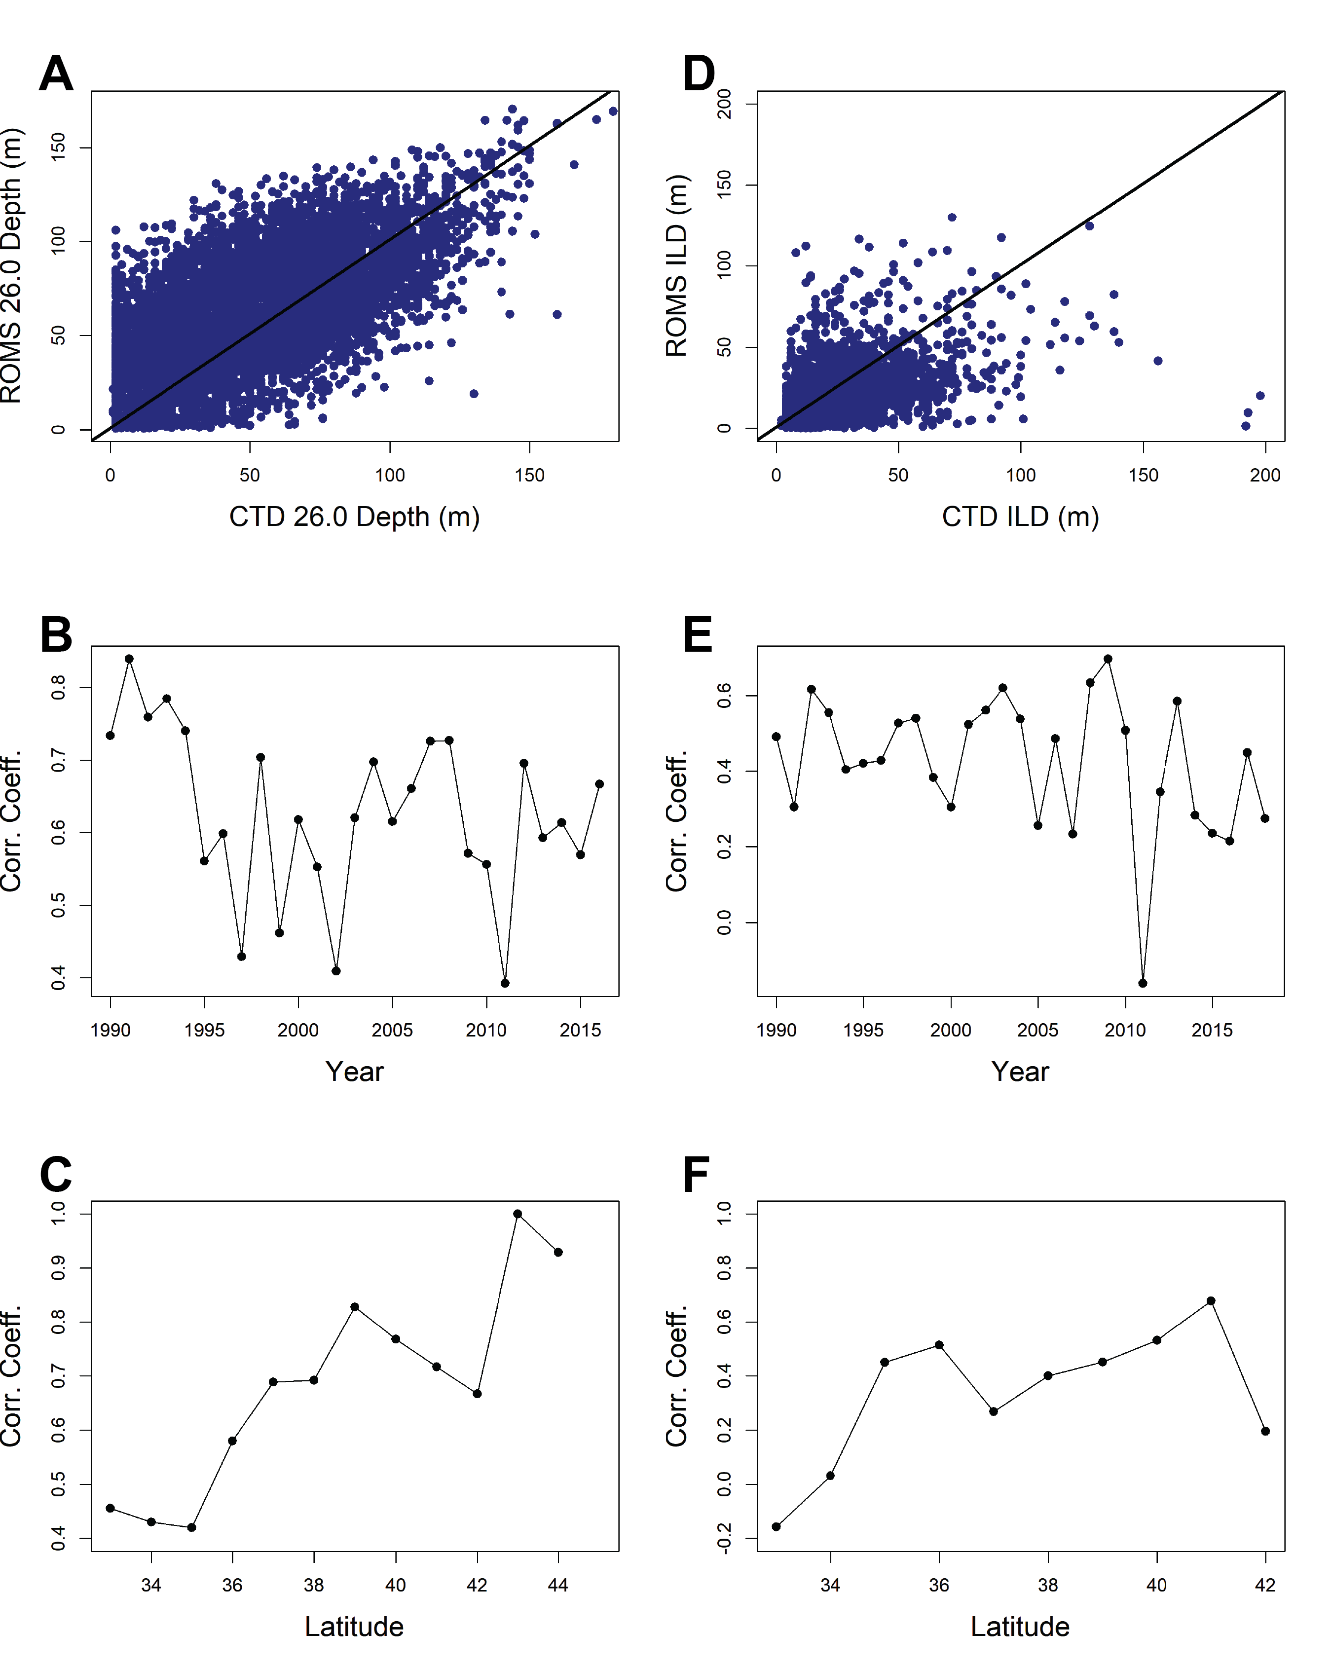 A
ROMS 26.0 Depth (m)
0 50 100 150
0 50 100 150
CTD 26.0 Depth (m)
D
ROMS ILD (m)
0 50 100 150 200
0 50 100 150 200
CTD ILD (m)
B
Corr. Coeff.
0.4 0.5 0.6 0.7 0.8
1990 1995 2000 2005 2010 2015
Year
E
Corr. Coeff.
0.0 0.2 0.4 0.6
1990 1995 2000 2005 2010 2015
Year
C
Corr. Coeff.
0.4 0.5 0.6 0.7 0.8 0.9 1.0
34 36 38 40 42 44
Latitude
F
Corr. Coeff.
-0.2 0.0 0.2 0.4 0.6 0.8 1.0
34 36 38 40 42
Latitude